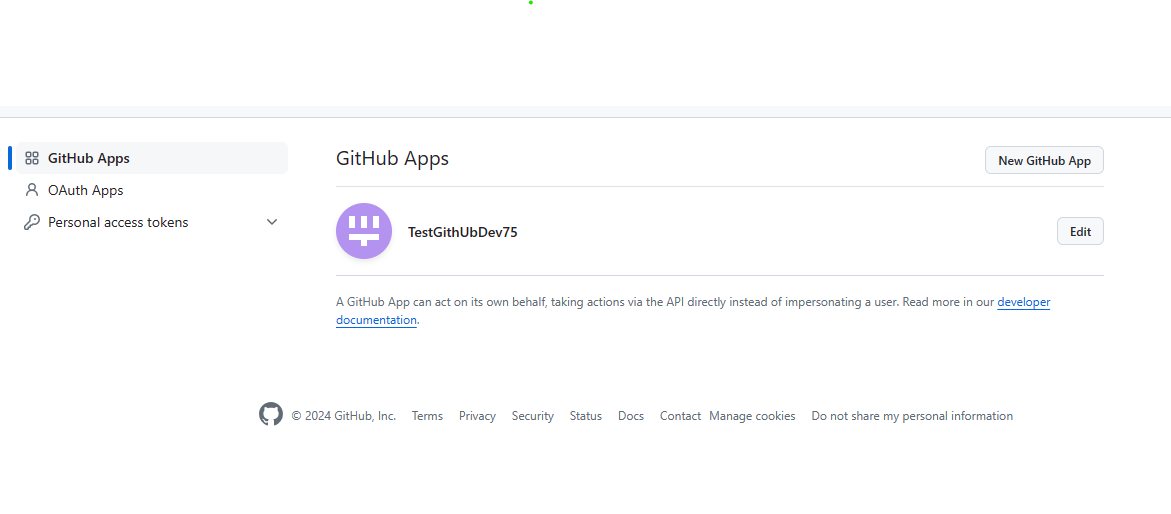 GitHub Apps
OAuth Apps
Personal access tokens
GitHub Apps
New GitHub App
TestGithUbDev75
Edit
A GitHub App can act on its own behalf, taking actions via the API directly instead of impersonating a user. Read more in our developer
documentation.
© 2024 GitHub, Inc. Terms Privacy Security Status Docs Contact Manage cookies Do not share my personal information